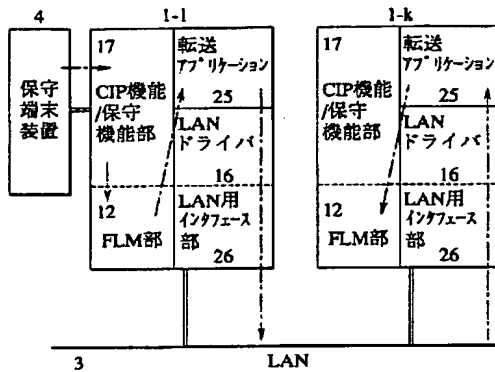 4
1-1
1-k
保守
端末
装置
17
CIP機能
/保守
機能部
12
FLM部
転送
アプリケーション
25
LAN
ドライバ
16
LAN用
インタフェース
部
26
17
CIP機能
/保守
機能部
12
FLM部
転送
アプリケーション
25
LAN
ドライバ
16
LAN用
インタフェース
部
26
3
LAN